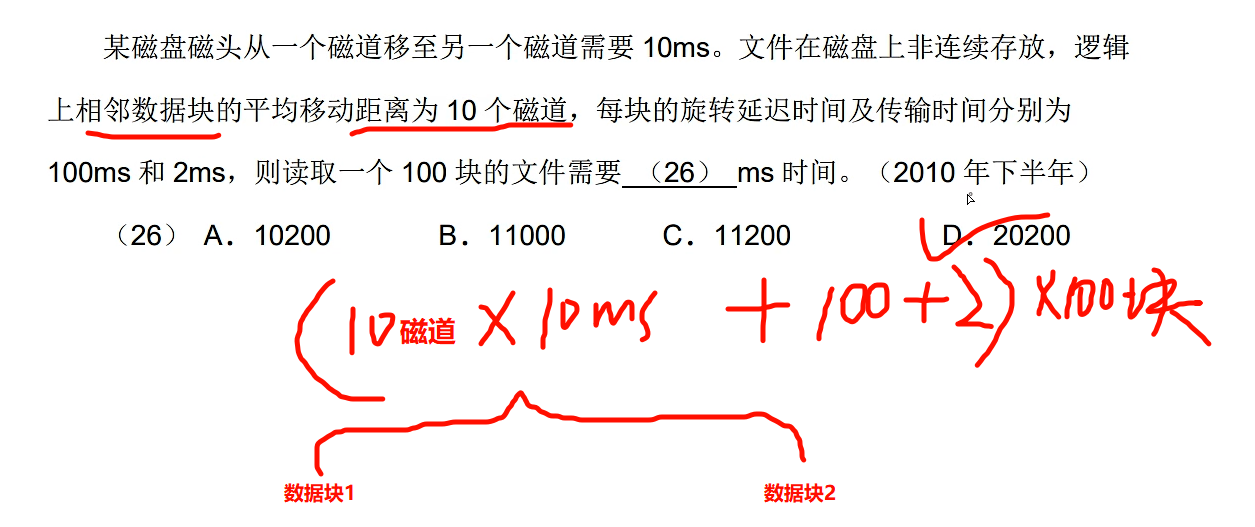 某磁盘磁头从一个磁道移至另一个磁道需要 10ms。文件在磁盘上非连续存放，逻辑
上相邻数据块的平均移动距离为 10 个磁道，每块的旋转延迟时间及传输时间分别为
100ms 和 2ms，则读取一个 100 块的文件需要 （26） ms 时间。（2010 年下半年）
（26） A．10200 B．11000 C．11200 D．20200
(10磁道 × 10ms + 100+2) ×100块
数据块1 数据块2